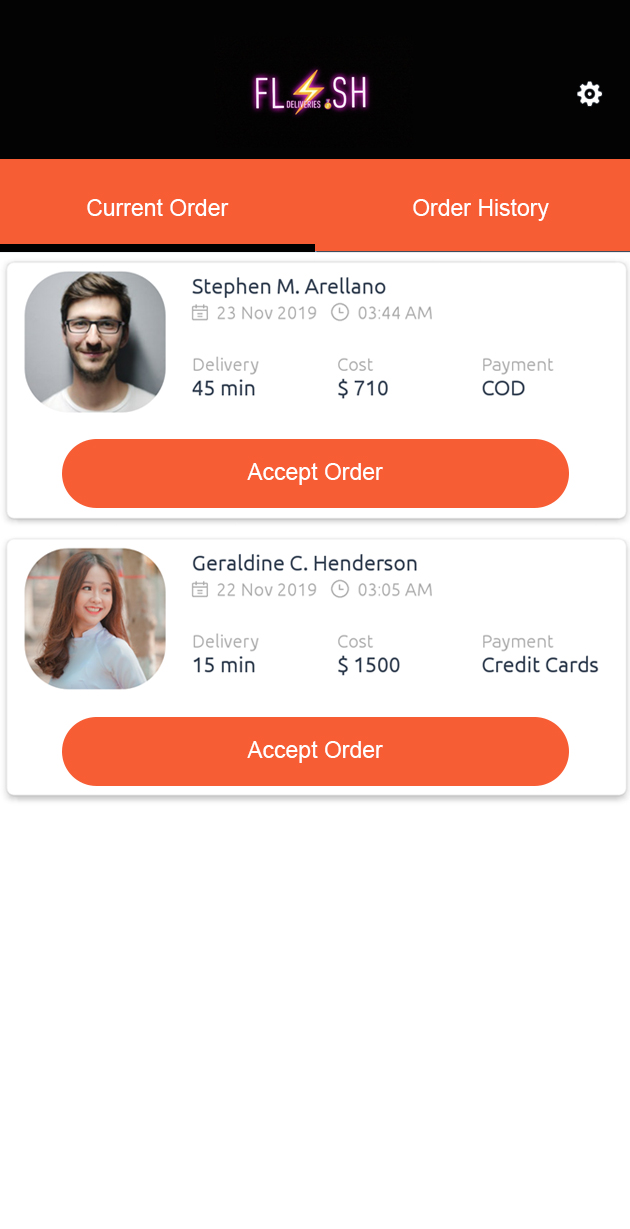 FL SH
DELIVERIES
Current Order Order History
Stephen M. Arellano
23 Nov 2019 03:44 AM
Delivery Cost Payment
45 min $ 710 COD
Accept Order
Geraldine C. Henderson
22 Nov 2019 03:05 AM
Delivery Cost Payment
15 min $ 1500 Credit Cards
Accept Order